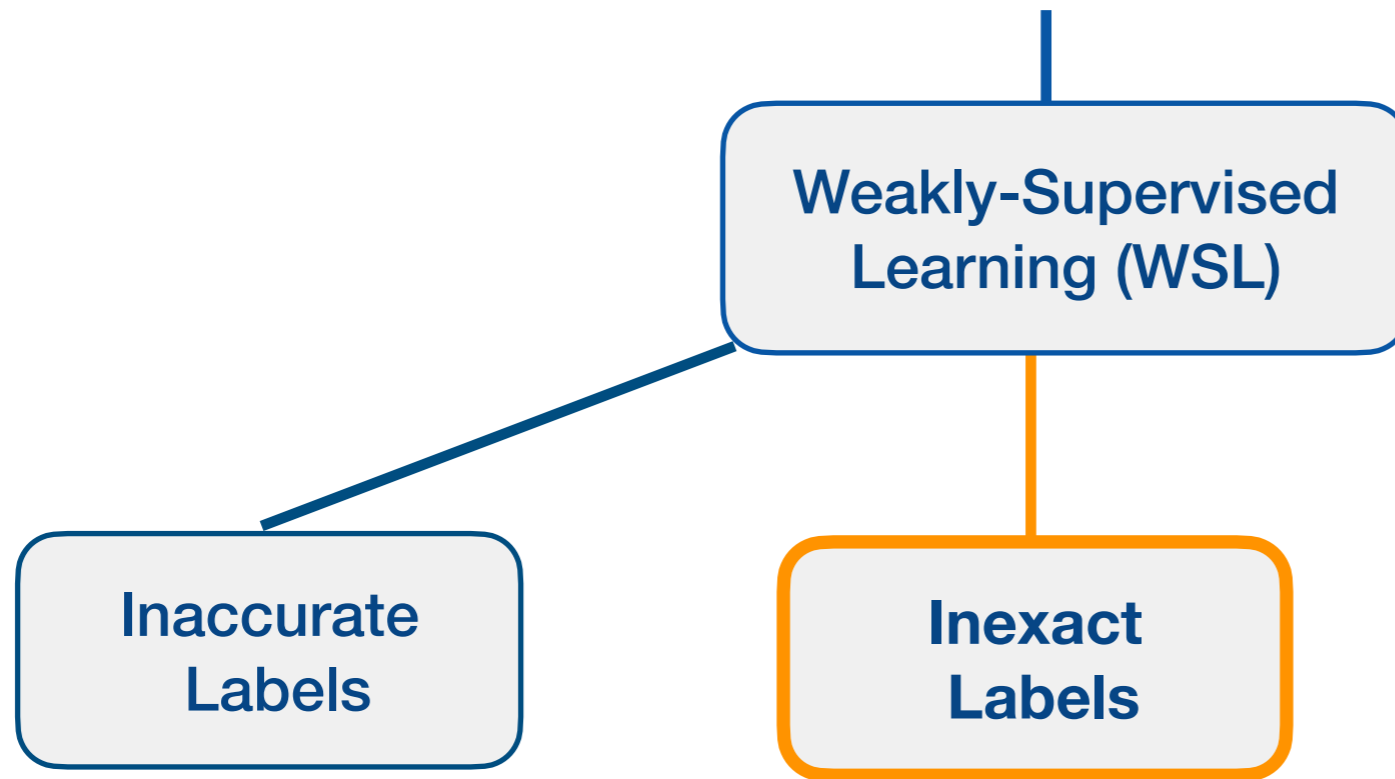 Weakly-Supervised
Learning (WSL)
Inaccurate
Labels
Inexact
Labels